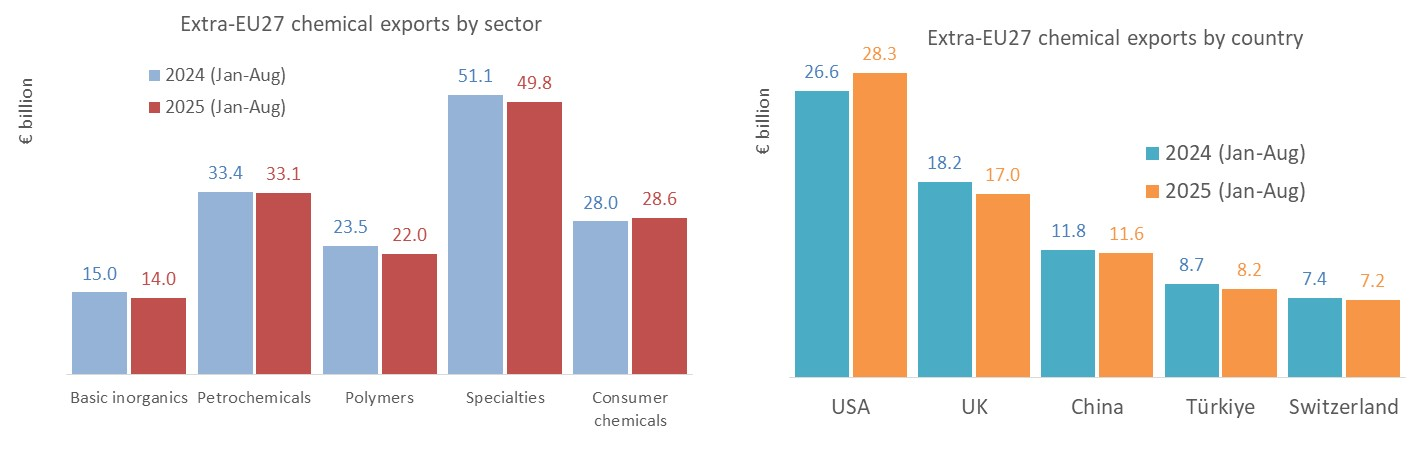 Extra-EU27 chemical exports by sector
€ billion
2024 (Jan-Aug)
2025 (Jan-Aug)
15.0 14.0
33.4 33.1
23.5 22.0
51.1 49.8
28.0 28.6
Basic inorganics Petrochemicals Polymers Specialties Consumer
chemicals
Extra-EU27 chemical exports by country
€ billion
2024 (Jan-Aug)
2025 (Jan-Aug)
26.6 28.3
18.2 17.0
11.8 11.6
8.7 8.2
7.4 7.2
USA UK China Türkiye Switzerland